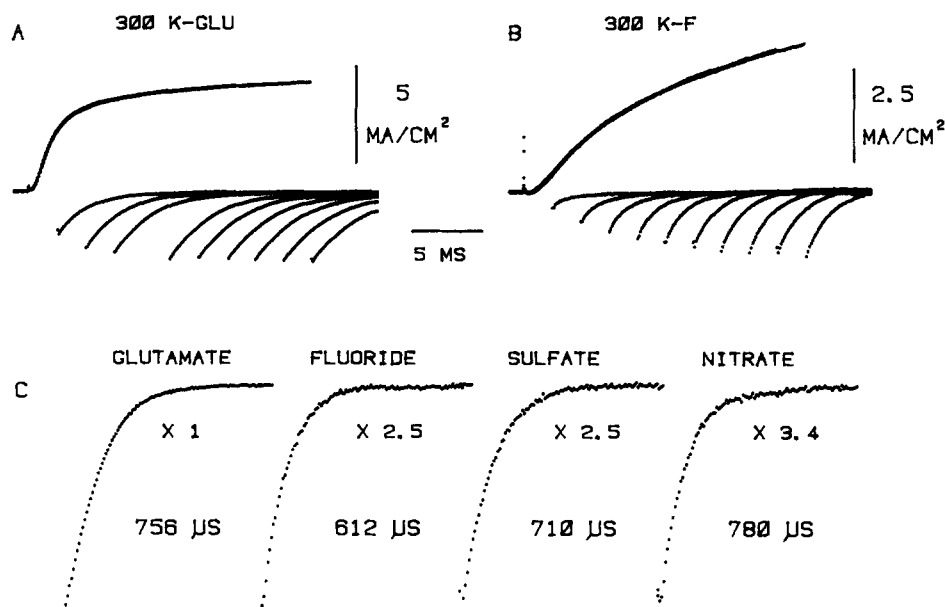 A 300 K-GLU
B 300 K-F
5
MA/CM²
2.5
MA/CM²
5 MS
C GLUTAMATE FLUORIDE SULFATE NITRATE
X 1 X 2.5 X 2.5 X 3.4
756 µS 612 µS 710 µS 780 µS